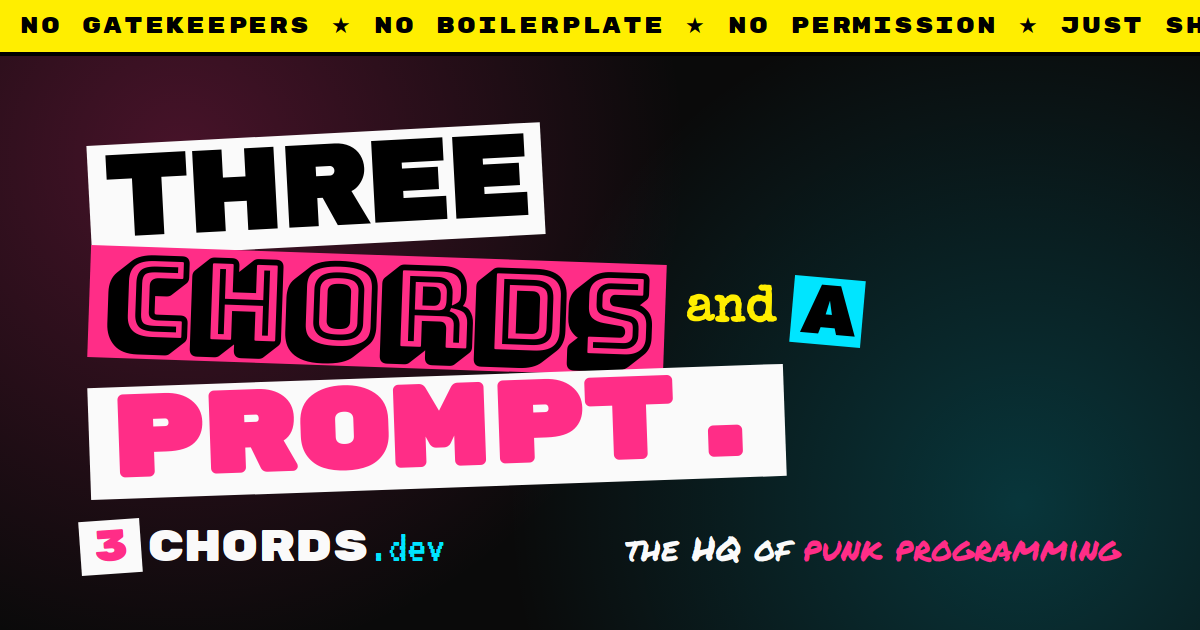 NO GATEKEEPERS ★ NO BOILERPLATE ★ NO PERMISSION ★ JUST SH
THREE
CHORDS and A
PROMPT.
3 CHORDS.dev
THE HQ OF PUNK PROGRAMMING